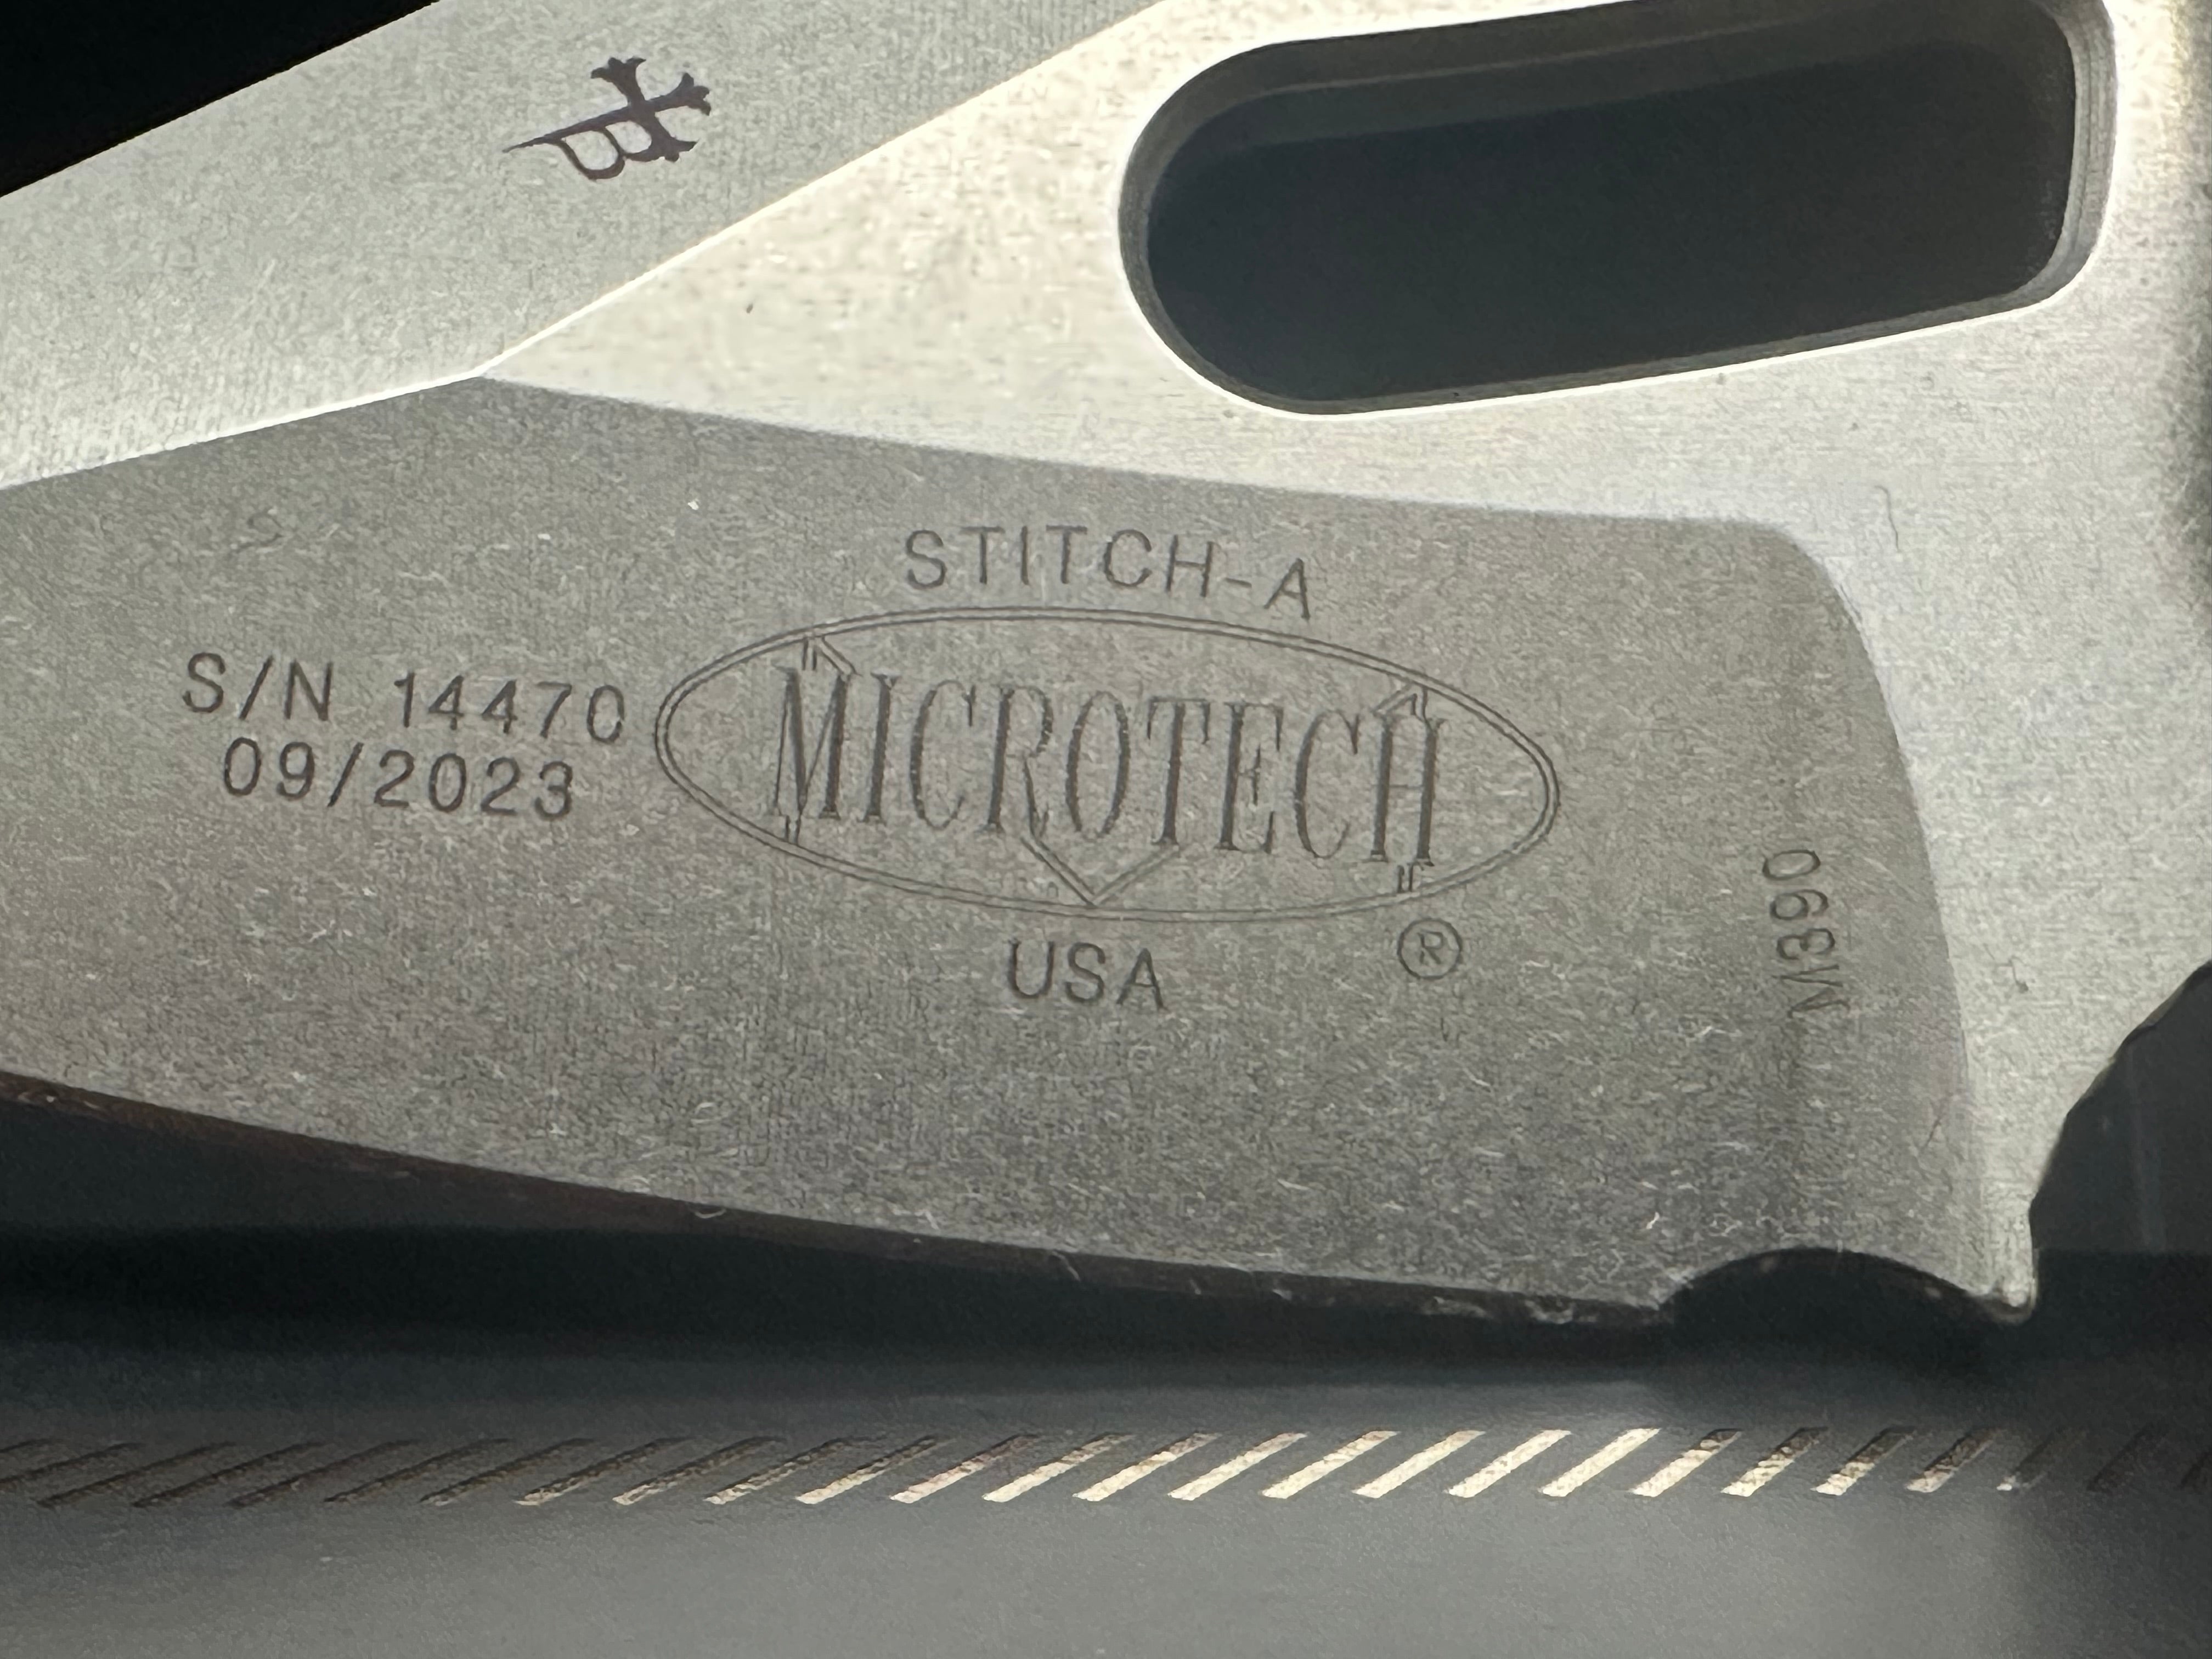 STITCH-A
S/N 14470
09/2023
MICROTECH
®
USA
M390